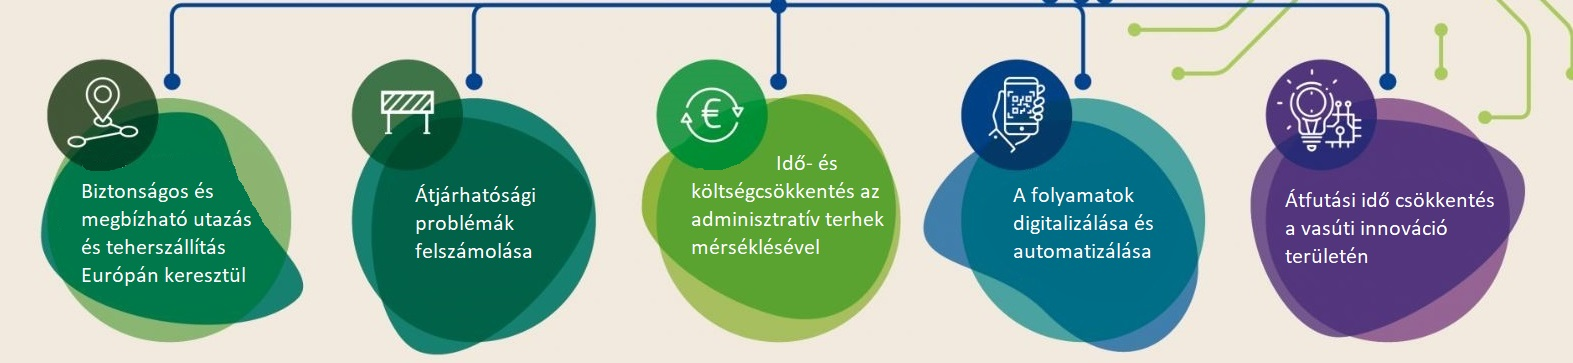 Biztonságos és
megbízható utazás
és teherszállítás
Európán keresztül
Átjárhatósági
problémák
felszámolása
Idő- és
költségcsökkentés az
adminisztratív terhek
mérséklésével
A folyamatok
digitalizálása és
automatizálása
Átfutási idő csökkentés
a vasúti innováció
területén